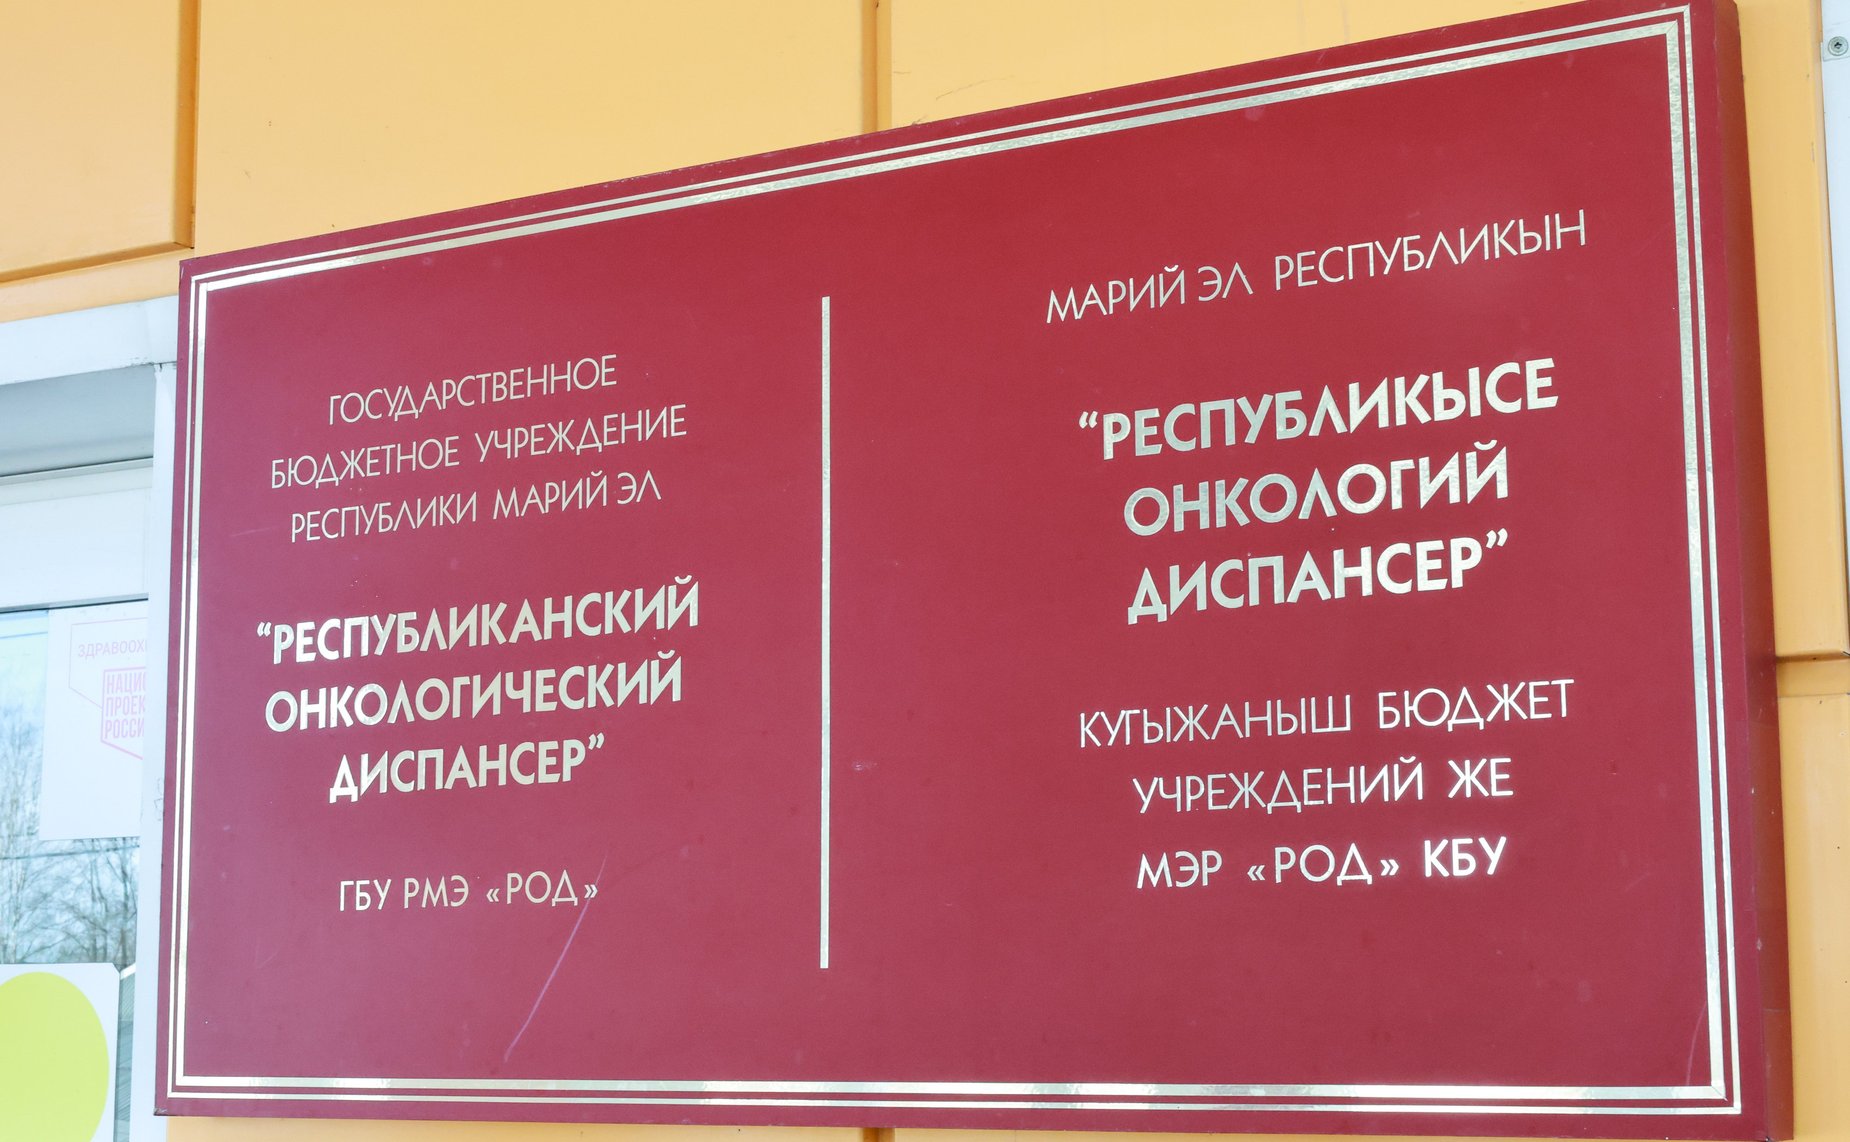 ГОСУДАРСТВЕННОЕ
БЮДЖЕТНОЕ УЧРЕЖДЕНИЕ
РЕСПУБЛИКИ МАРИЙ ЭЛ
“РЕСПУБЛИКАНСКИЙ
ОНКОЛОГИЧЕСКИЙ
ДИСПАНСЕР”
ГБУ РМЭ «РОД»
МАРИЙ ЭЛ РЕСПУБЛИКЫН
“РЕСПУБЛИКЫСЕ
ОНКОЛОГИЙ
ДИСПАНСЕР”
КУГЫЖАНЫШ БЮДЖЕТ
УЧРЕЖДЕНИЙ ЖЕ
МЭР «РОД» КБУ